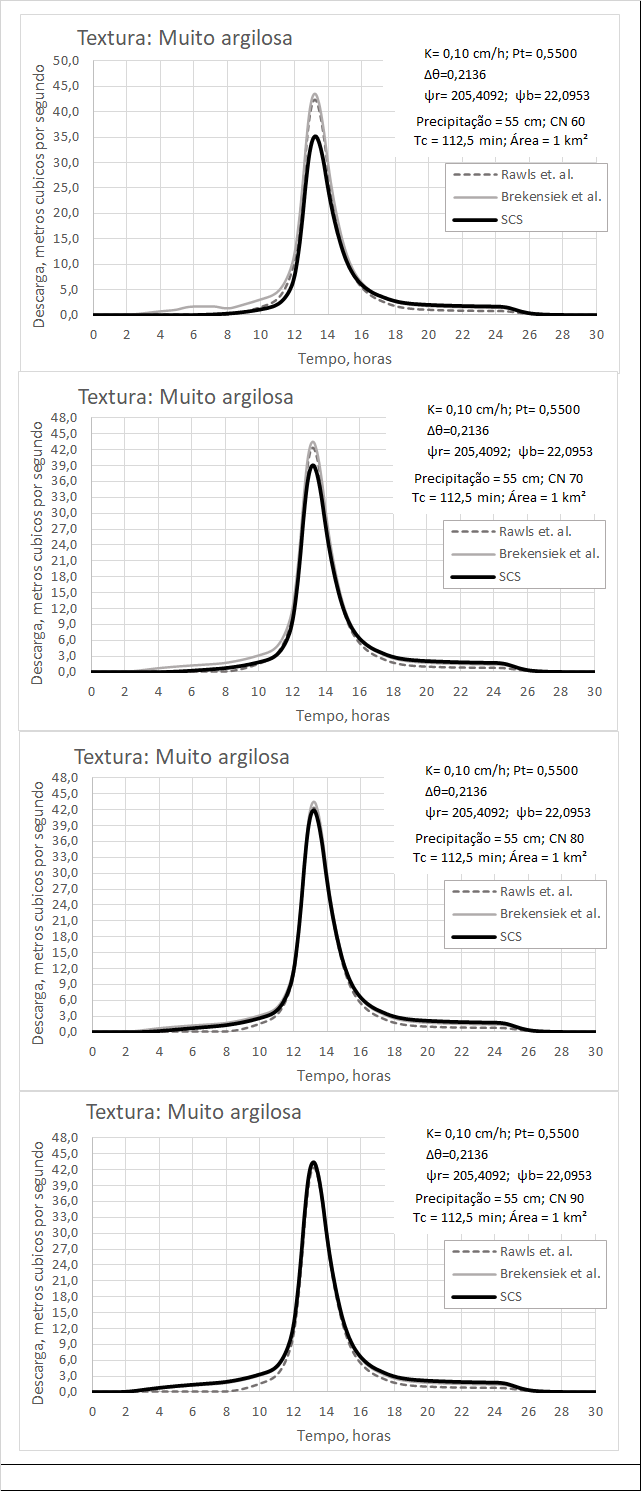 Textura: Muito argilosa
K= 0,10 cm/h; Pt= 0,5500
Δθ=0,2136
ψr= 205,4092;  ψb= 22,0953
Precipitação = 55 cm; CN 60
Tc = 112,5 min; Área = 1 km²
Rawls et. al.
Brekensiek et al.
SCS
Descarga, metros cubicos por segundo
50,0
45,0
40,0
35,0
30,0
25,0
20,0
15,0
10,0
5,0
0,0
0 2 4 6 8 10 12 14 16 18 20 22 24 26 28 30
Tempo, horas
Textura: Muito argilosa
K= 0,10 cm/h; Pt= 0,5500
Δθ=0,2136
ψr= 205,4092;  ψb= 22,0953
Precipitação = 55 cm; CN 70
Tc = 112,5 min; Área = 1 km²
Rawls et. al.
Brekensiek et al.
SCS
Descarga, metros cubicos por segundo
48,0
45,0
42,0
39,0
36,0
33,0
30,0
27,0
24,0
21,0
18,0
15,0
12,0
9,0
6,0
3,0
0,0
0 2 4 6 8 10 12 14 16 18 20 22 24 26 28 30
Tempo, horas
Textura: Muito argilosa
K= 0,10 cm/h; Pt= 0,5500
Δθ=0,2136
ψr= 205,4092;  ψb= 22,0953
Precipitação = 55 cm; CN 80
Tc = 112,5 min; Área = 1 km²
Rawls et. al.
Brekensiek et al.
SCS
Descarga, metros cubicos por segundo
48,0
45,0
42,0
39,0
36,0
33,0
30,0
27,0
24,0
21,0
18,0
15,0
12,0
9,0
6,0
3,0
0,0
0 2 4 6 8 10 12 14 16 18 20 22 24 26 28 30
Tempo, horas
Textura: Muito argilosa
K= 0,10 cm/h; Pt= 0,5500
Δθ=0,2136
ψr= 205,4092;  ψb= 22,0953
Precipitação = 55 cm; CN 90
Tc = 112,5 min; Área = 1 km²
Rawls et. al.
Brekensiek et al.
SCS
Descarga, metros cubicos por segundo
48,0
45,0
42,0
39,0
36,0
33,0
30,0
27,0
24,0
21,0
18,0
15,0
12,0
9,0
6,0
3,0
0,0
0 2 4 6 8 10 12 14 16 18 20 22 24 26 28 30
Tempo, horas